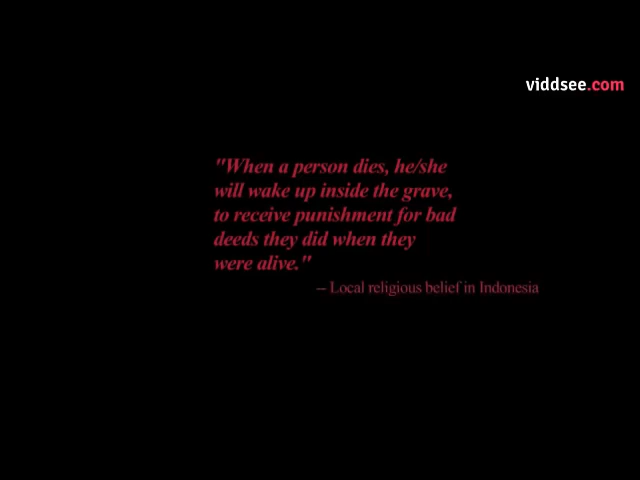 viddsee.com
"When a person dies, he/she
will wake up inside the grave,
to receive punishment for bad
deeds they did when they
were alive."
-- Local religious belief in Indonesia